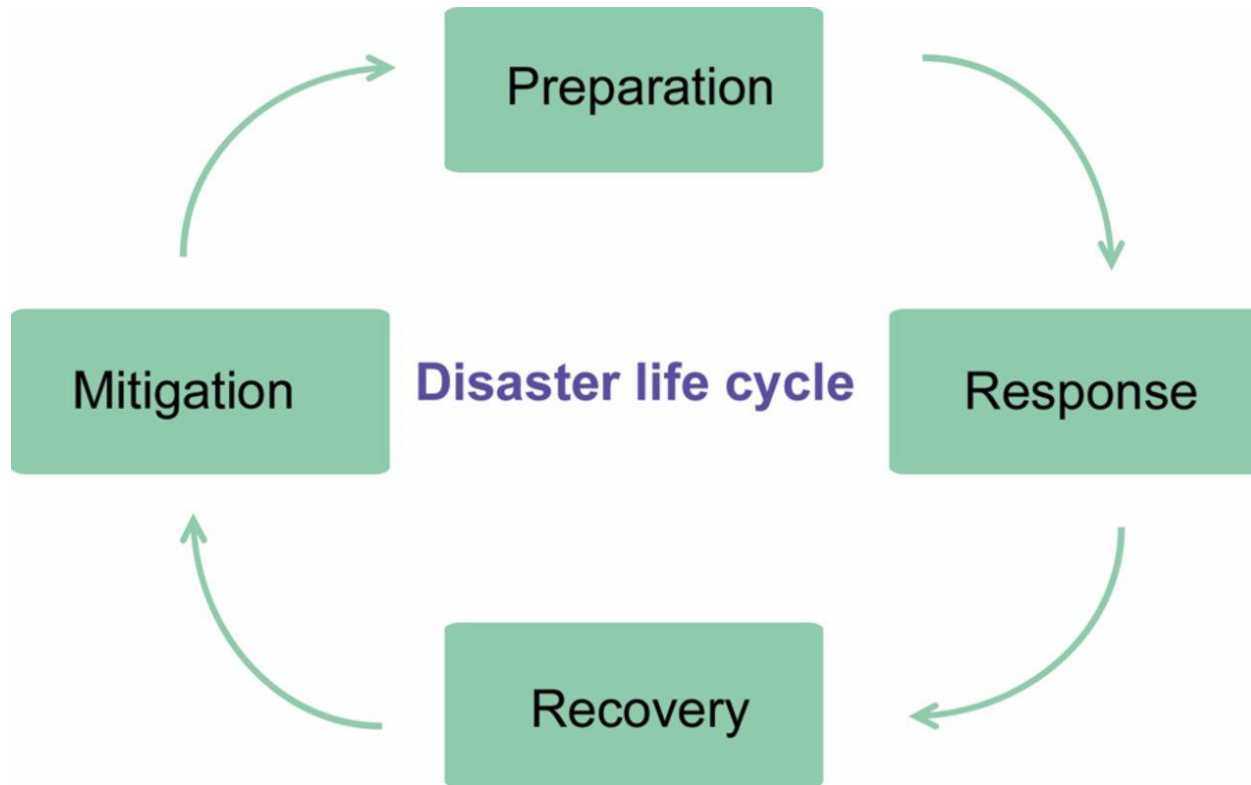 Preparation
Mitigation
Disaster life cycle
Response
Recovery